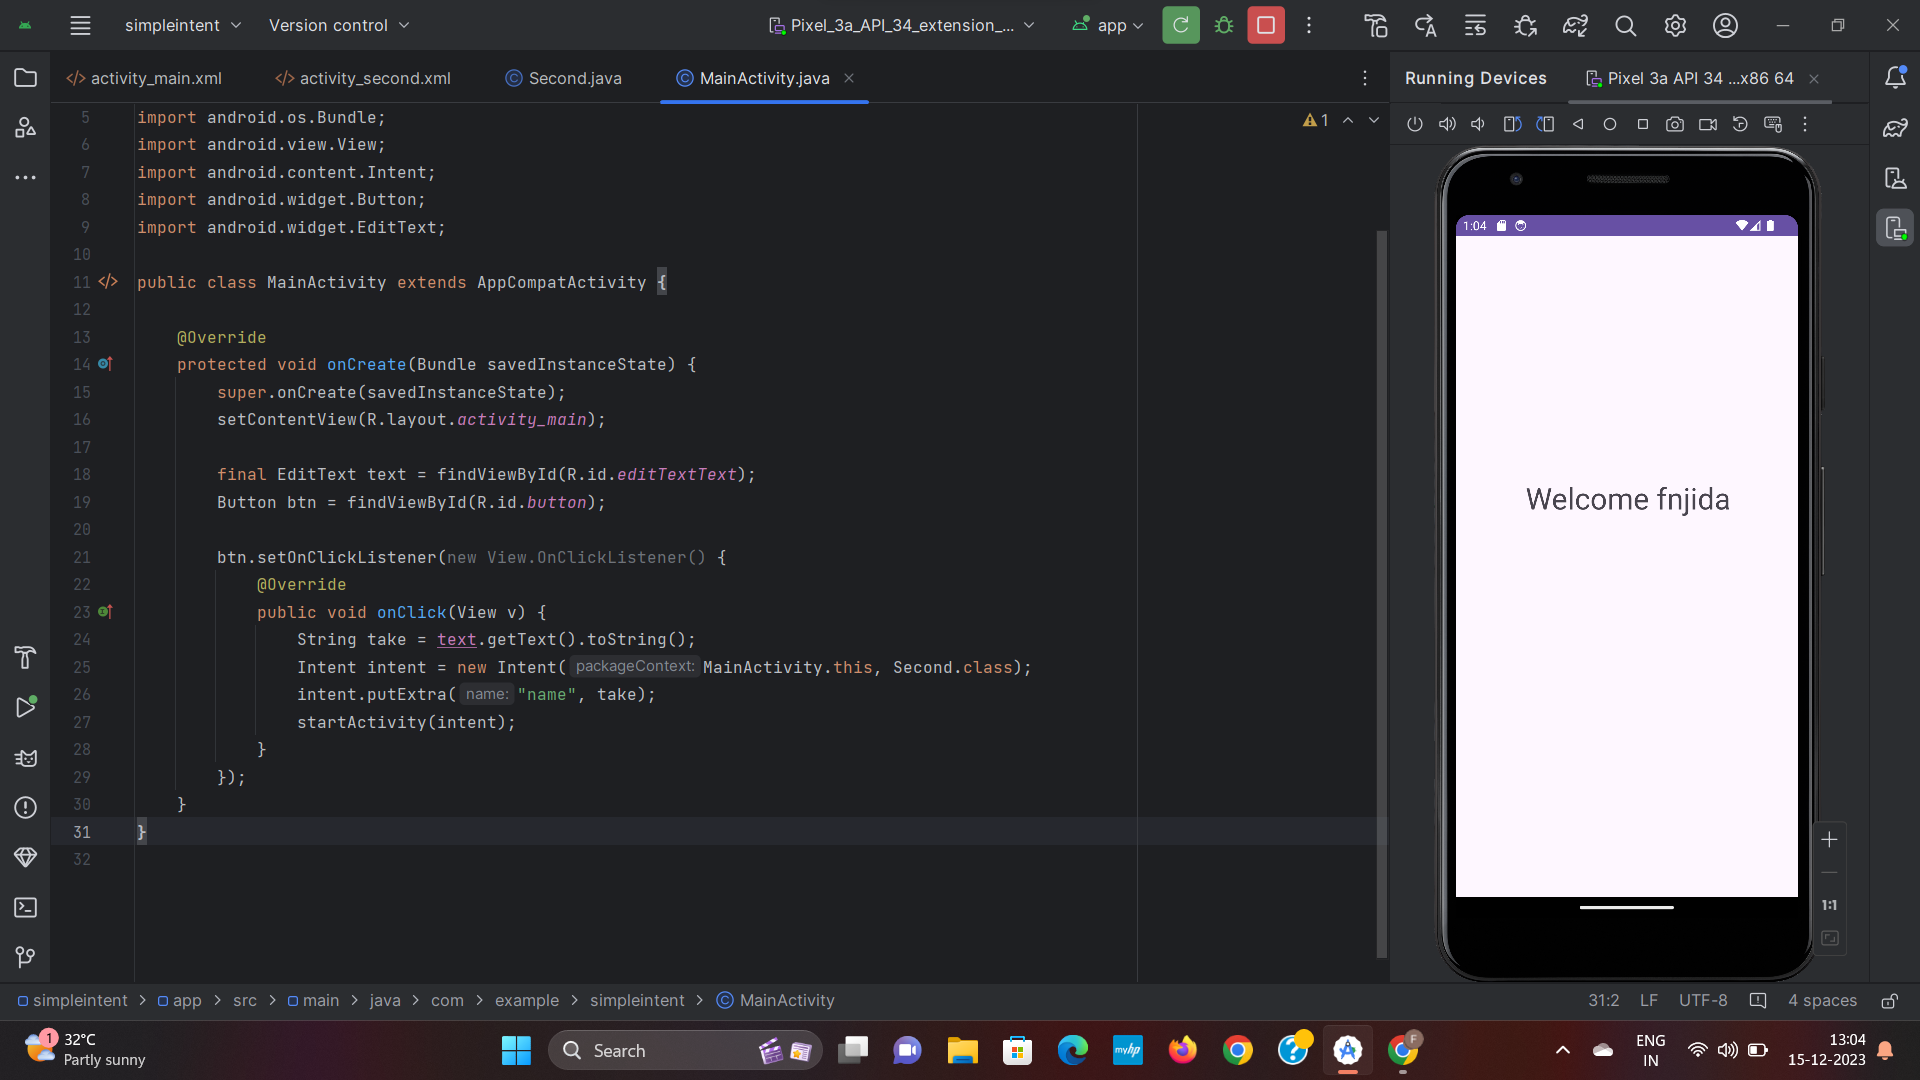 simpleintent
Version control
Pixel_3a_API_34_extension_...
app
activity_main.xml
activity_second.xml
Second.java
MainActivity.java
Running Devices
Pixel 3a API 34 ...x86 64
5 import android.os.Bundle;
6 import android.view.View;
7 import android.content.Intent;
8 import android.widget.Button;
9 import android.widget.EditText;
10
11 public class MainActivity extends AppCompatActivity {
12
13 @Override
14 protected void onCreate(Bundle savedInstanceState) {
15 super.onCreate(savedInstanceState);
16 setContentView(R.layout.activity_main);
17
18 final EditText text = findViewById(R.id.editTextText);
19 Button btn = findViewById(R.id.button);
20
21 btn.setOnClickListener(new View.OnClickListener() {
22 @Override
23 public void onClick(View v) {
24 String take = text.getText().toString();
25 Intent intent = new Intent( packageContext: MainActivity.this, Second.class);
26 intent.putExtra( name: "name", take);
27 startActivity(intent);
28 }
29 });
30 }
31 }
32
1
1:04
Welcome fnjida
1:1
simpleintent > app > src > main > java > com > example > simpleintent > MainActivity
31:2 LF UTF-8 4 spaces
1
32°C
Partly sunny
Search
myhp
F
ENG
IN
13:04
15-12-2023